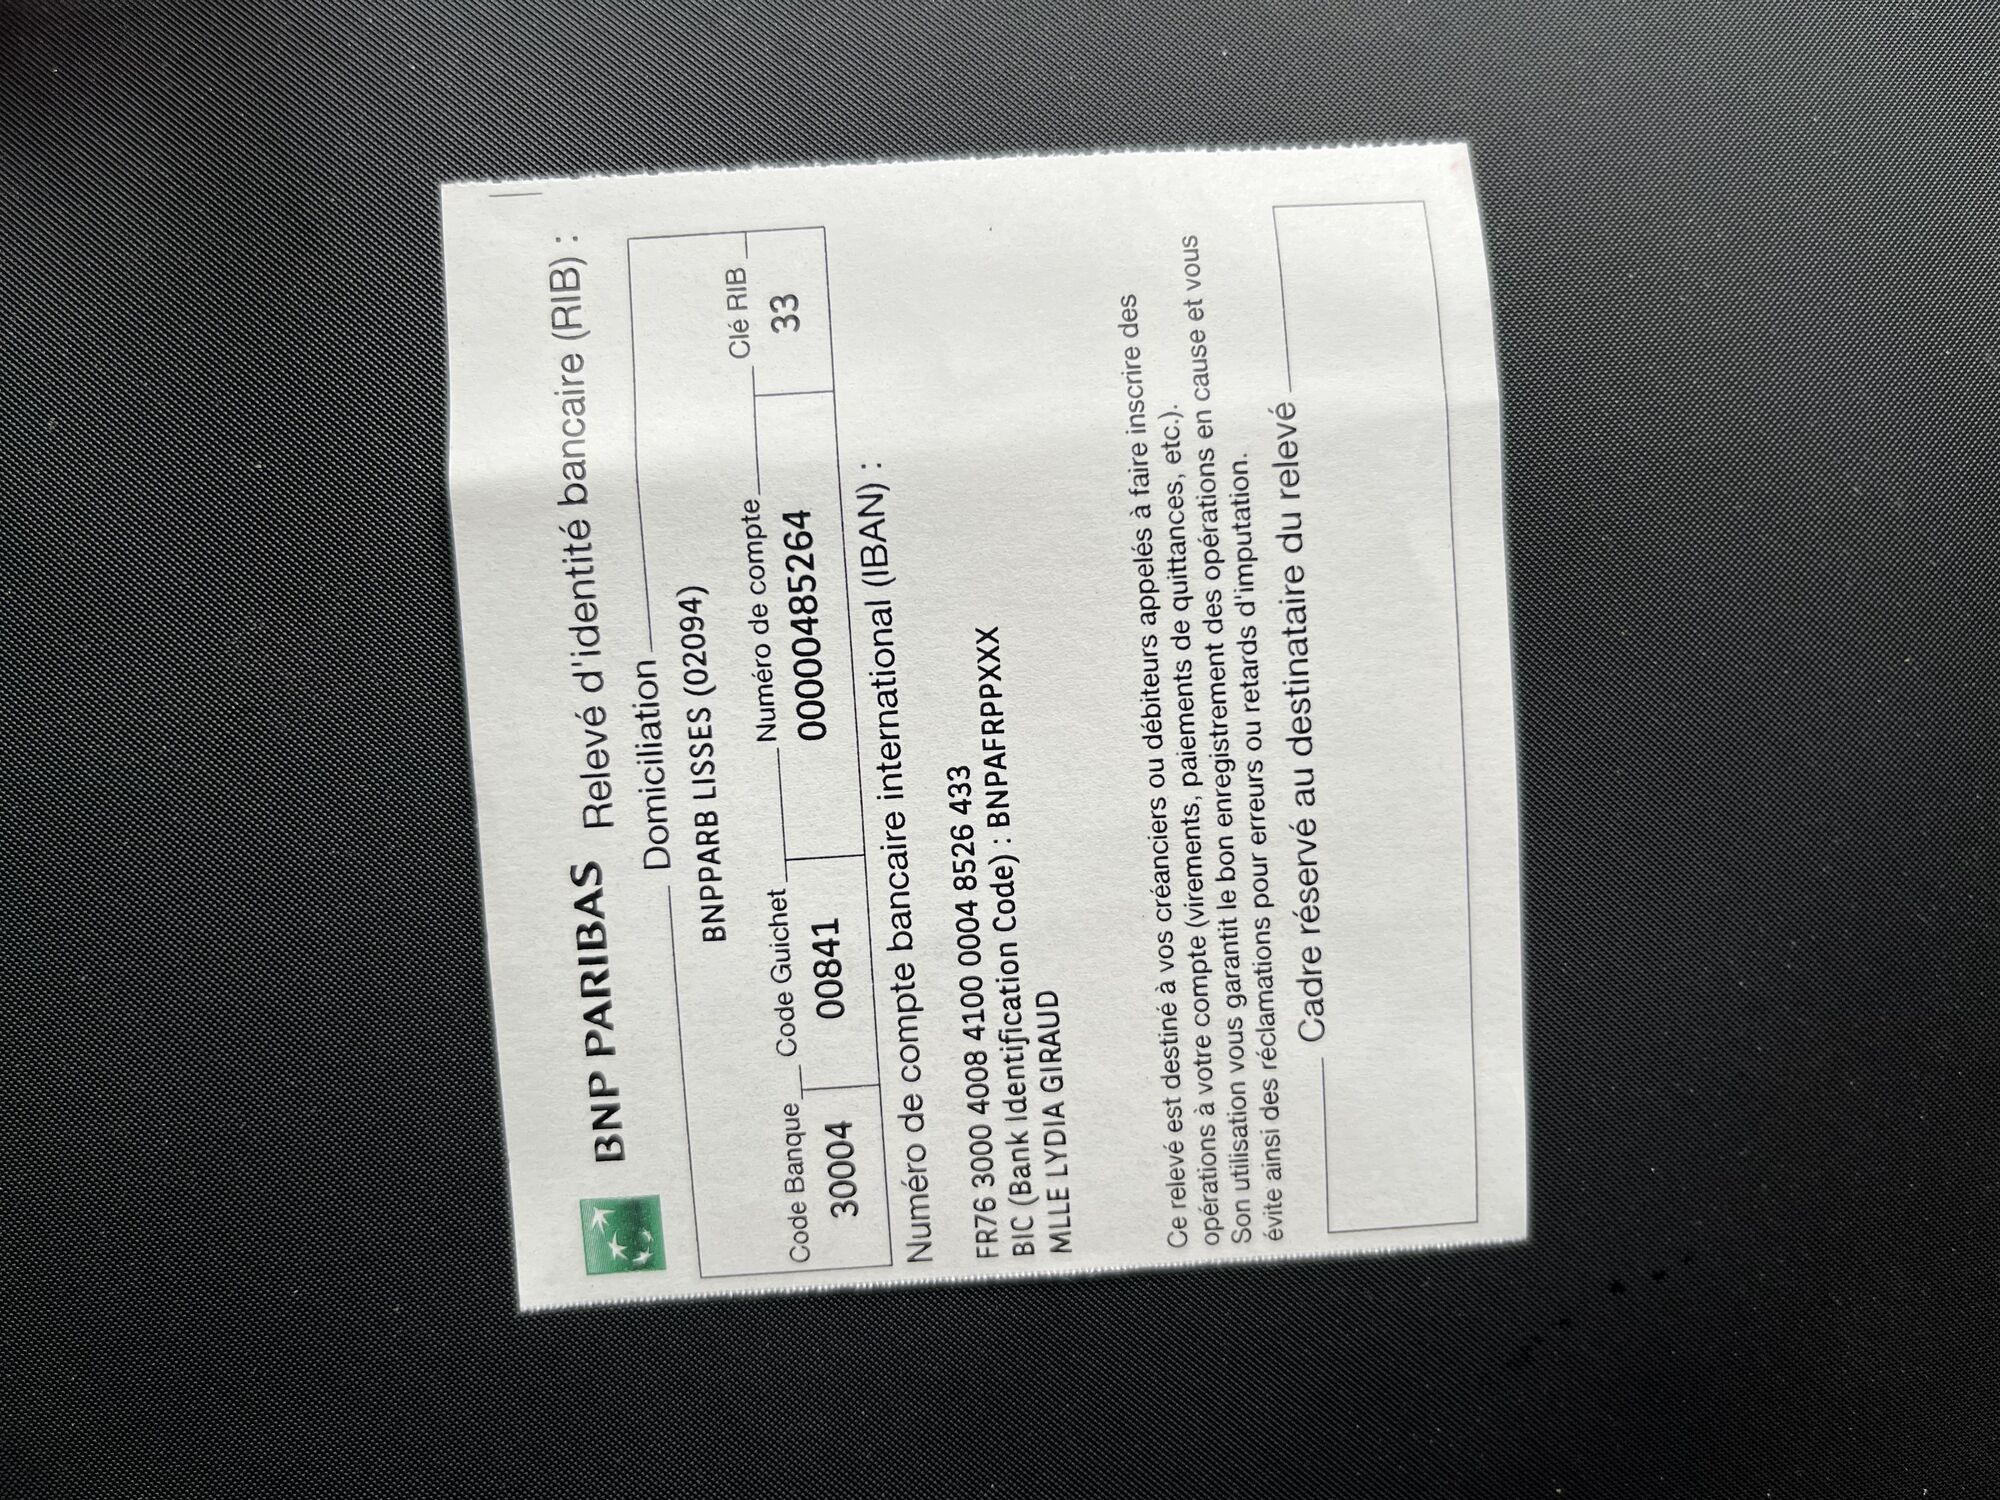 BNP PARIBAS Relevé d'identité bancaire (RIB) :
Domiciliation
BNPPARB LISSES (02094)
Code Banque Code Guichet Numéro de compte Clé RIB
30004 00841 00000485264 33
Numéro de compte bancaire international (IBAN) :
FR76 3000 4008 4100 0004 8526 433
BIC (Bank Identification Code) : BNPAFRPPXXX
MLLE LYDIA GIRAUD
Ce relevé est destiné à vos créanciers ou débiteurs appelés à faire inscrire des
opérations à votre compte (virements, paiements de quittances, etc.).
Son utilisation vous garantit le bon enregistrement des opérations en cause et vous
évite ainsi des réclamations pour erreurs ou retards d'imputation.
Cadre réservé au destinataire du relevé